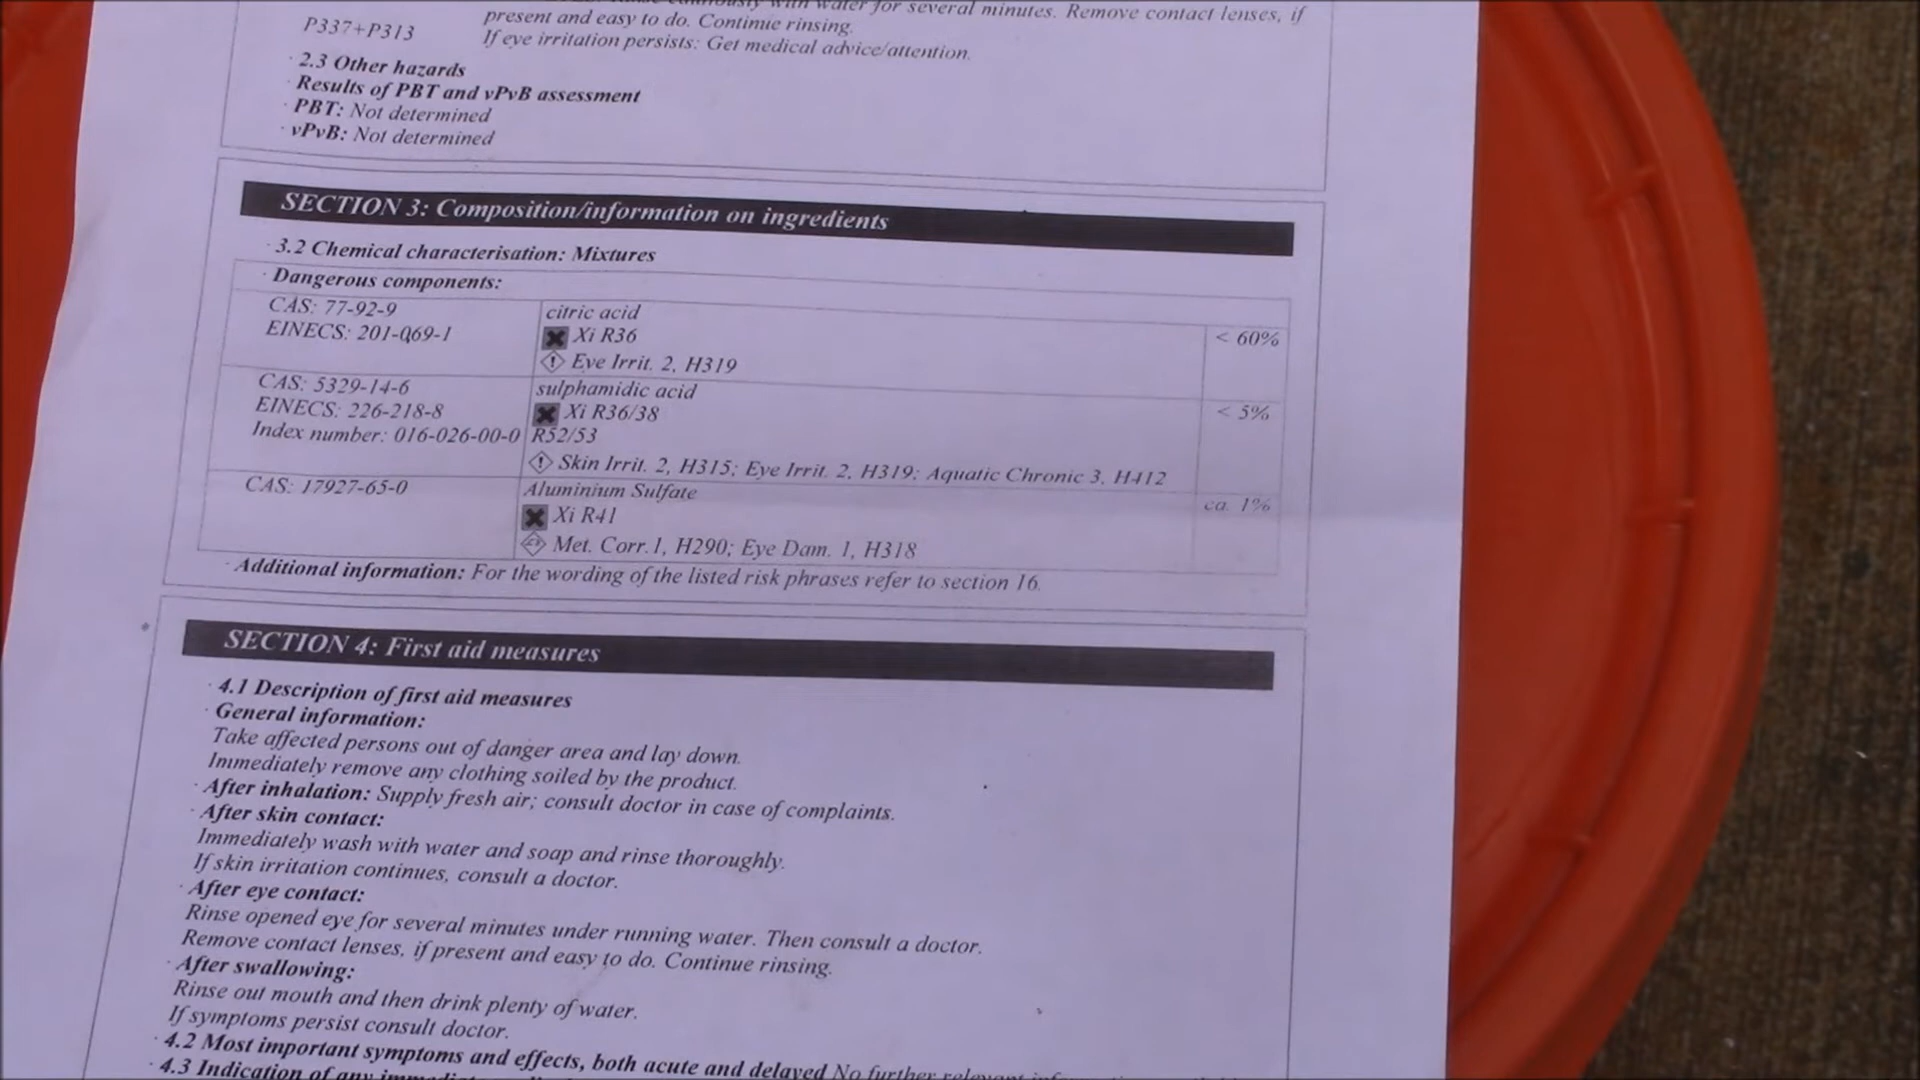 with water for several minutes. Remove contact lenses, if
P337+P313 present and easy to do. Continue rinsing.
If eye irritation persists: Get medical advice/attention.
· 2.3 Other hazards
· Results of PBT and vPvB assessment
· PBT: Not determined
· vPvB: Not determined
SECTION 3: Composition/information on ingredients
· 3.2 Chemical characterisation: Mixtures
· Dangerous components:
CAS: 77-92-9 citric acid
EINECS: 201-069-1 Xi R36 < 60%
Eye Irrit. 2, H319
CAS: 5329-14-6 sulphamidic acid
EINECS: 226-218-8 Xi R36/38 < 5%
Index number: 016-026-00-0 R52/53
Skin Irrit. 2, H315; Eye Irrit. 2, H319; Aquatic Chronic 3, H412
CAS: 17927-65-0 Aluminium Sulfate
Xi R41 ca. 1%
Met. Corr.1, H290; Eye Dam. 1, H318
· Additional information: For the wording of the listed risk phrases refer to section 16.
SECTION 4: First aid measures
· 4.1 Description of first aid measures
· General information:
Take affected persons out of danger area and lay down.
Immediately remove any clothing soiled by the product.
· After inhalation: Supply fresh air; consult doctor in case of complaints.
· After skin contact:
Immediately wash with water and soap and rinse thoroughly.
If skin irritation continues, consult a doctor.
· After eye contact:
Rinse opened eye for several minutes under running water. Then consult a doctor.
Remove contact lenses, if present and easy to do. Continue rinsing.
· After swallowing:
Rinse out mouth and then drink plenty of water.
If symptoms persist consult doctor.
· 4.2 Most important symptoms and effects, both acute and delayed No further relevant
· 4.3 Indication of any